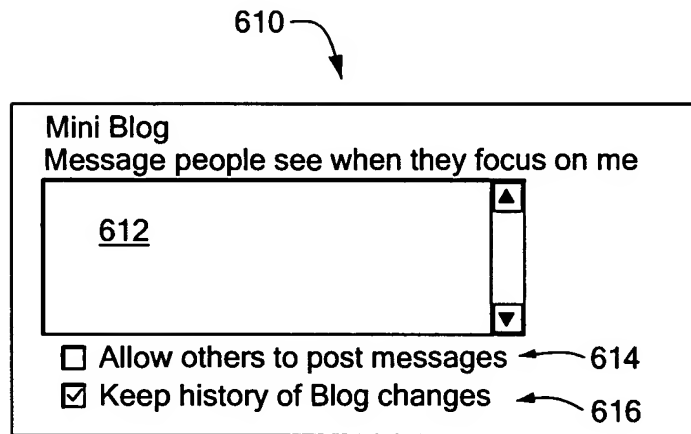 610
Mini Blog
Message people see when they focus on me
612
Allow others to post messages 614
Keep history of Blog changes 616